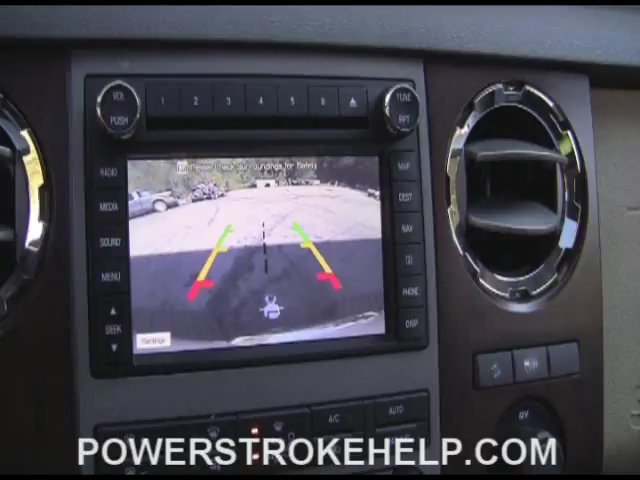 VOL
PUSH
1 2 3 4 5 6
TUNE
RPT
Please Check Surroundings for Safety
RADIO
MEDIA
SOUND
MENU
SEEK
MAP
DEST
NAV
PHONE
DISP
Settings
A/C
AUTO
POWERSTROKEHELP.COM